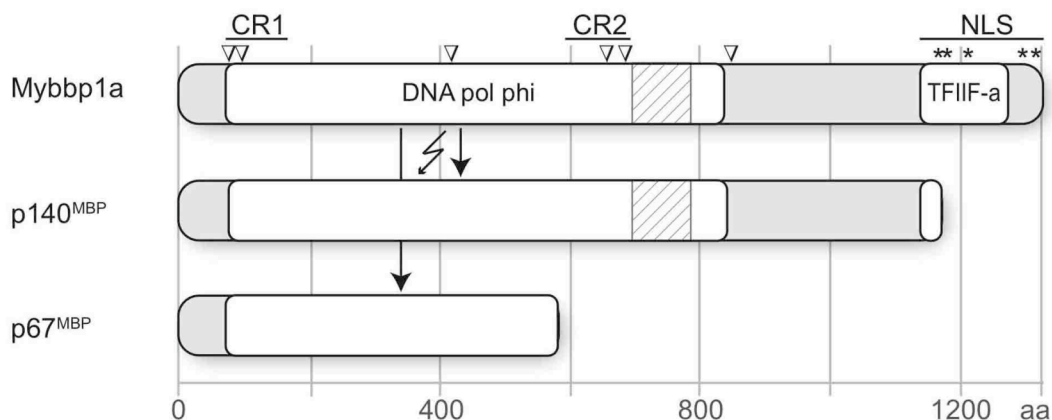 CR1 CR2 NLS
** * **
Mybbp1a DNA pol phi TFIIF-a
p140MBP
p67MBP
0 400 800 1200 aa